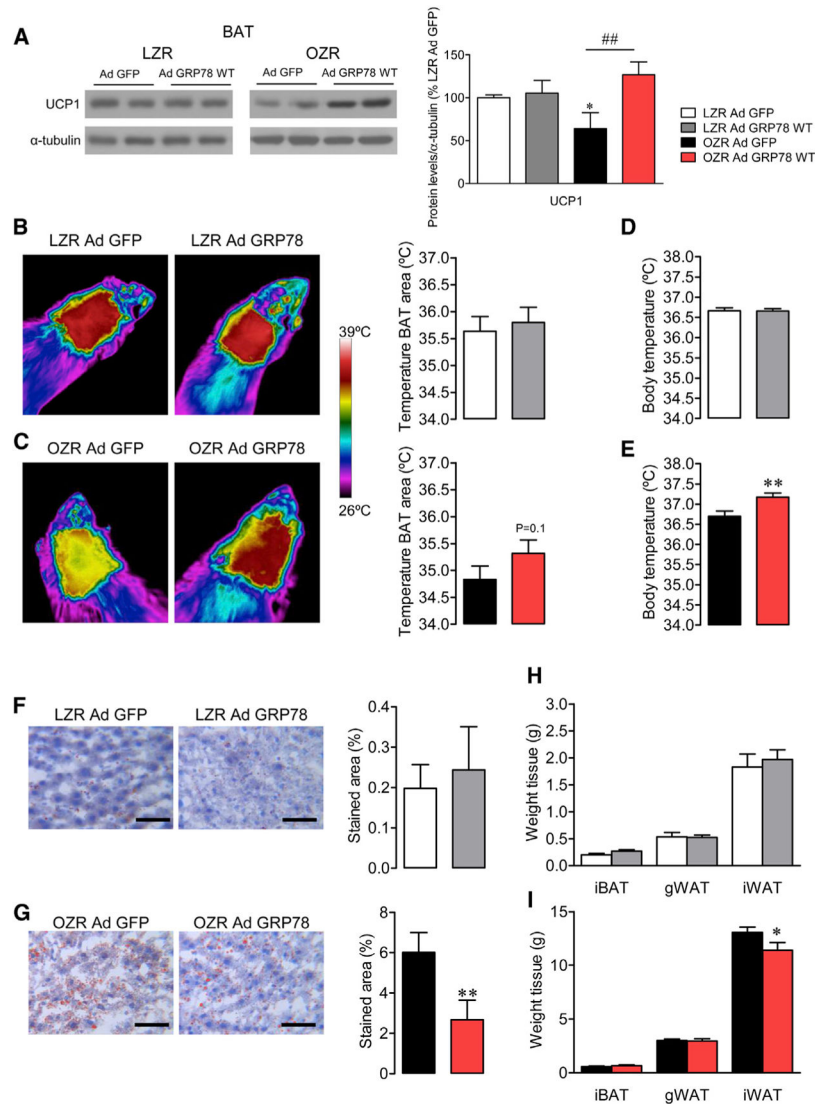 A
BAT
LZR
OZR
Ad GFP
Ad GRP78 WT
Ad GFP
Ad GRP78 WT
UCP1
α-tubulin
Protein levels/α-tubulin (% LZR Ad GFP)
150
100
50
0
*
##
UCP1
LZR Ad GFP
LZR Ad GRP78 WT
OZR Ad GFP
OZR Ad GRP78 WT
B
LZR Ad GFP
LZR Ad GRP78
39ºC
26ºC
Temperature BAT area (ºC)
37.0
36.5
36.0
35.5
35.0
34.5
34.0
D
Body temperature (ºC)
38.0
37.5
37.0
36.5
36.0
35.5
35.0
34.5
34.0
C
OZR Ad GFP
OZR Ad GRP78
Temperature BAT area (ºC)
37.0
36.5
36.0
35.5
35.0
34.5
34.0
P=0.1
E
Body temperature (ºC)
38.0
37.5
37.0
36.5
36.0
35.5
35.0
34.5
34.0
**
F
LZR Ad GFP
LZR Ad GRP78
Stained area (%)
0.4
0.3
0.2
0.1
0.0
H
Weight tissue (g)
3.0
2.5
2.0
1.5
1.0
0.5
0.0
iBAT
gWAT
iWAT
G
OZR Ad GFP
OZR Ad GRP78
Stained area (%)
8
6
4
2
0
**
I
Weight tissue (g)
15
10
5
0
*
iBAT
gWAT
iWAT